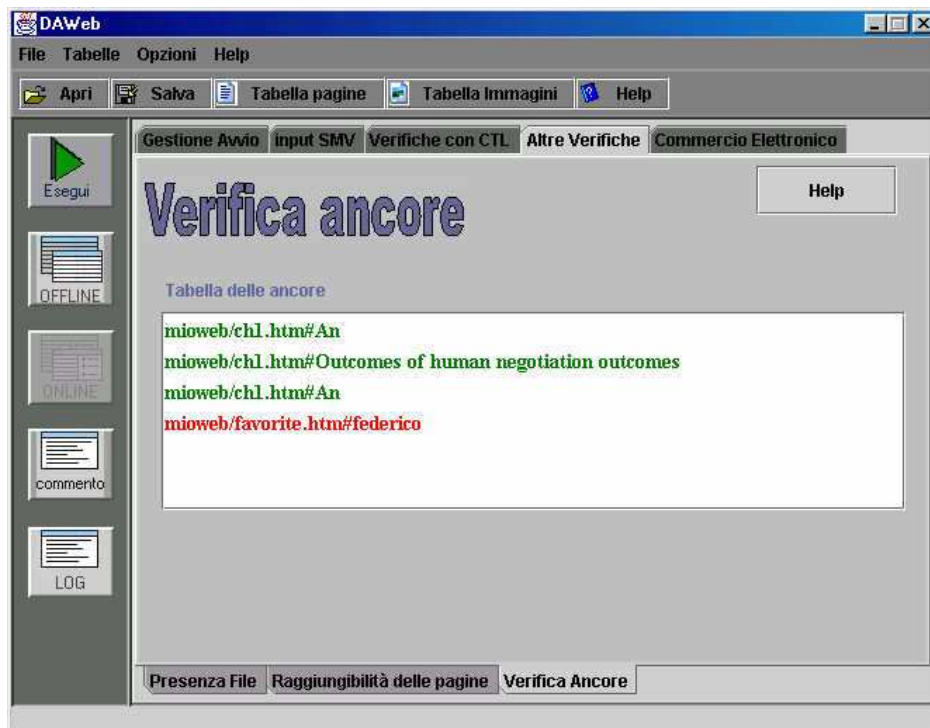 DAWeb
File Tabelle Opzioni Help
Apri Salva Tabella pagine Tabella Immagini Help
Gestione Avvio input SMV Verifiche con CTL Altre Verifiche Commercio Elettronico
Esegui
Verifica ancore
Help
OFFLINE
Tabella delle ancore
mioweb/ch1.htm#An
mioweb/ch1.htm#Outcomes of human negotiation outcomes
mioweb/ch1.htm#An
mioweb/favorite.htm#federico
ONLINE
commento
LOG
Presenza File Raggiungibilità delle pagine Verifica Ancore